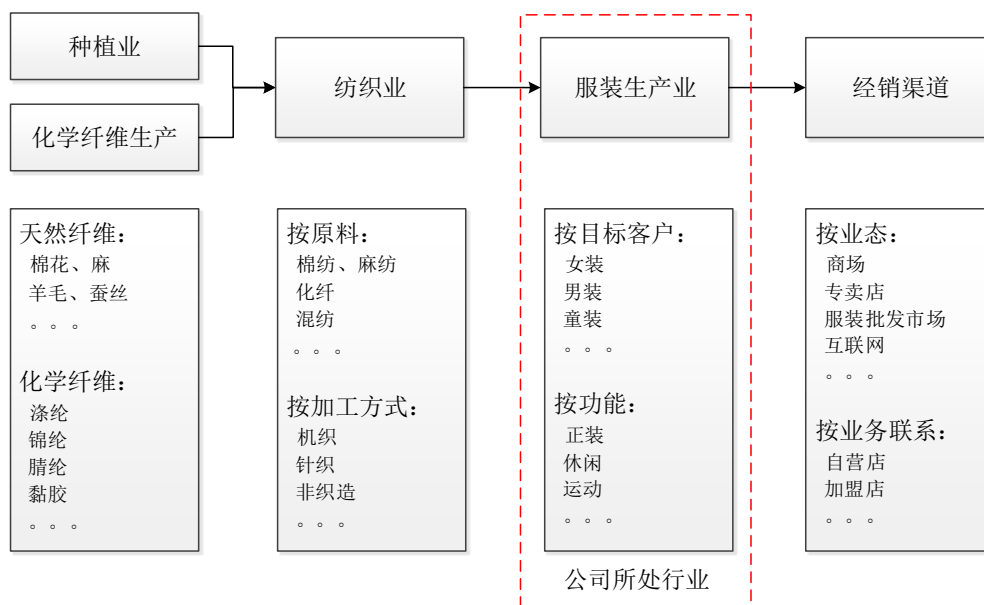 种植业
化学纤维生产
纺织业
服装生产业
经销渠道
天然纤维：
棉花、麻
羊毛、蚕丝
。。。
化学纤维：
涤纶
锦纶
腈纶
黏胶
。。。
按原料：
棉纺、麻纺
化纤
混纺
。。。
按加工方式：
机织
针织
非织造
。。。
按目标客户：
女装
男装
童装
。。。
按功能：
正装
休闲
运动
。。。
按业态：
商场
专卖店
服装批发市场
互联网
。。。
按业务联系：
自营店
加盟店
。。。
公司所处行业